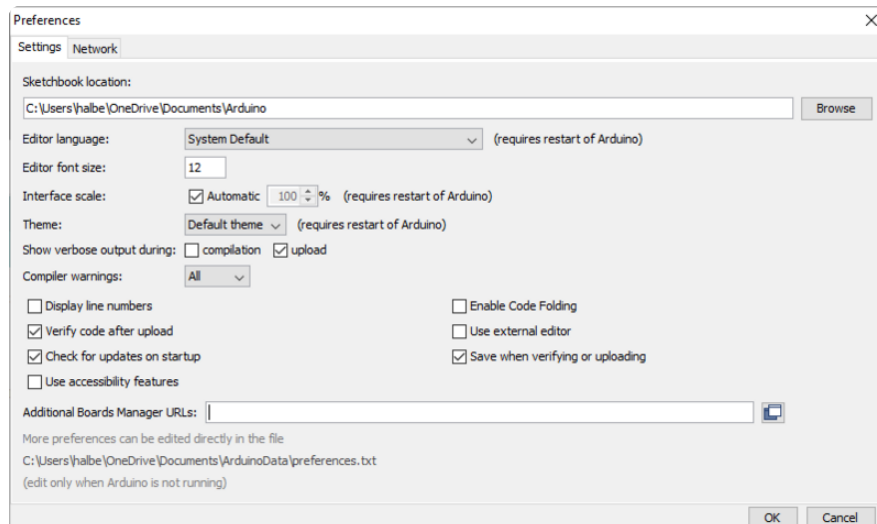 Preferences
Settings Network
Sketchbook location:
C:\Users\halbe\OneDrive\Documents\Arduino Browse
Editor language: System Default (requires restart of Arduino)
Editor font size: 12
Interface scale: Automatic 100 % (requires restart of Arduino)
Theme: Default theme (requires restart of Arduino)
Show verbose output during: compilation upload
Compiler warnings: All
Display line numbers Enable Code Folding
Verify code after upload Use external editor
Check for updates on startup Save when verifying or uploading
Use accessibility features
Additional Boards Manager URLs:
More preferences can be edited directly in the file
C:\Users\halbe\OneDrive\Documents\ArduinoData\preferences.txt
(edit only when Arduino is not running)
OK Cancel